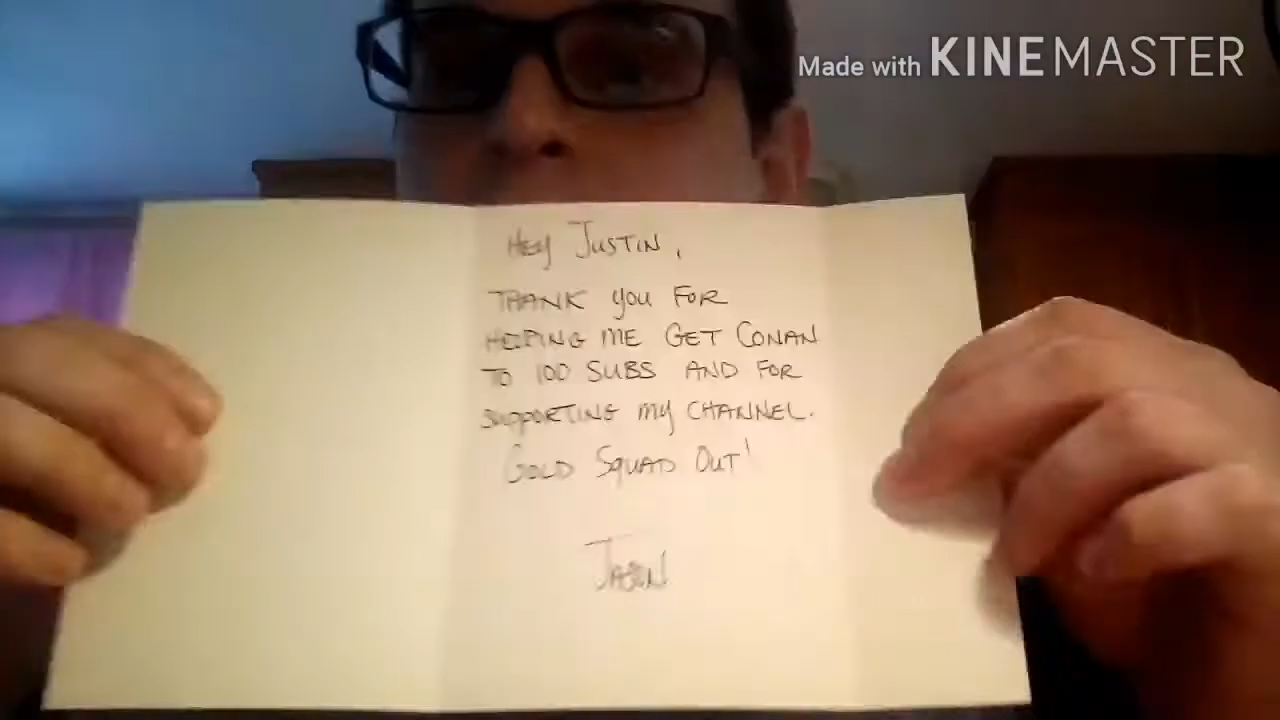 Made with KINEMASTER
HEY JUSTIN,
THANK YOU FOR
HELPING ME GET CONAN
TO 100 SUBS AND FOR
SUPPORTING MY CHANNEL.
GOLD SQUAD OUT!
JASON